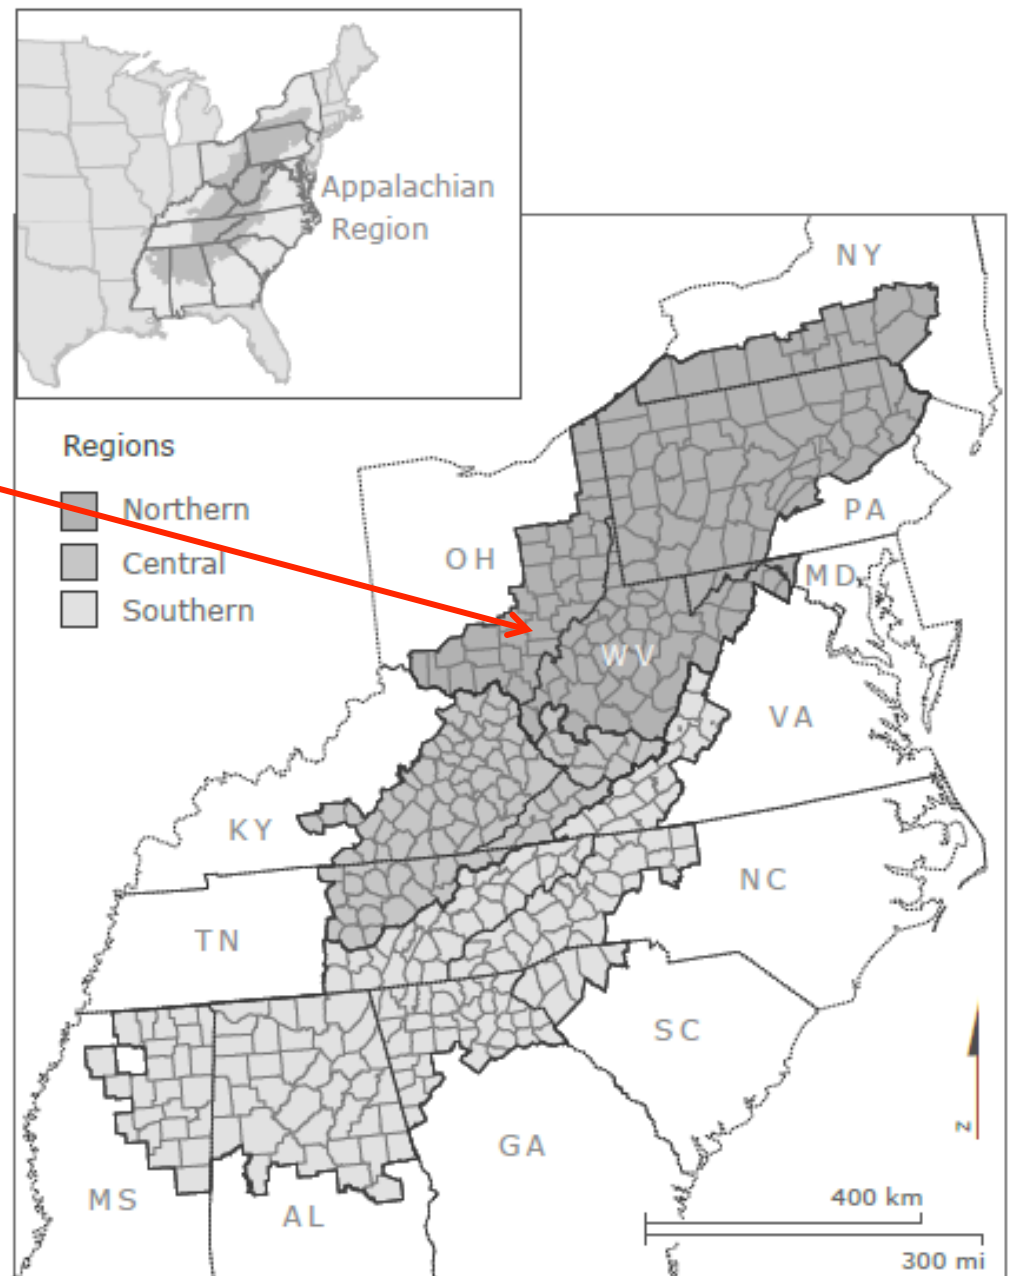 Appalachian
Region
NY
Regions
Northern
Central
Southern
PA
OH
MD
WV
VA
KY
NC
TN
SC
GA
MS
AL
N
400 km
300 mi